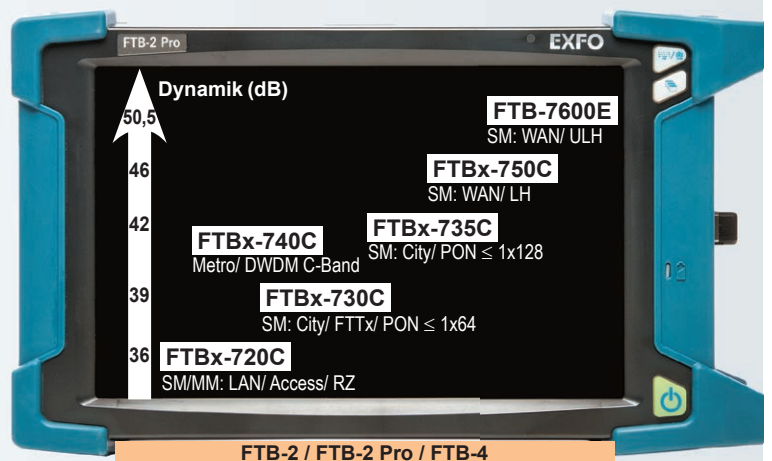 FTB-2 Pro
EXFO
Dynamik (dB)
50,5
FTB-7600E
SM: WAN/ ULH
46
FTBx-750C
SM: WAN/ LH
42
FTBx-735C
SM: City/ PON ≤ 1x128
FTBx-740C
Metro/ DWDM C-Band
39
FTBx-730C
SM: City/ FTTx/ PON ≤ 1x64
36
FTBx-720C
SM/MM: LAN/ Access/ RZ
FTB-2 / FTB-2 Pro / FTB-4